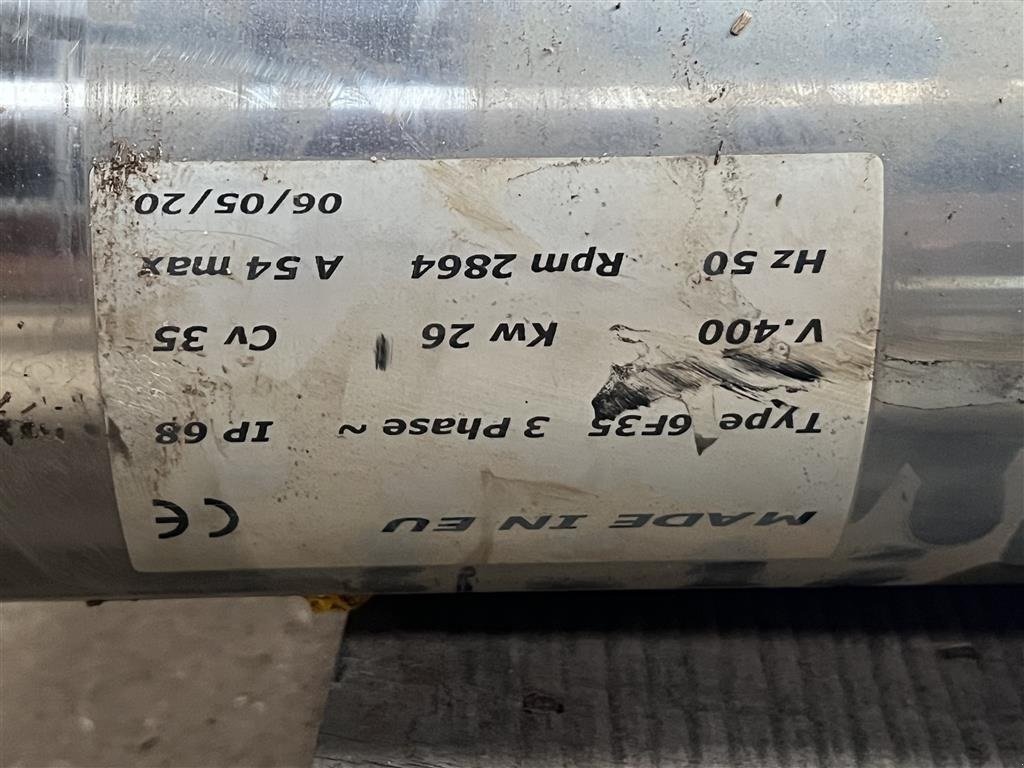 MADE IN EU CE
Type 6F35 3 Phase ~ IP 68
V.400 Kw 26 Cv 35
Hz 50 Rpm 2864 A 54 max
06/05/20